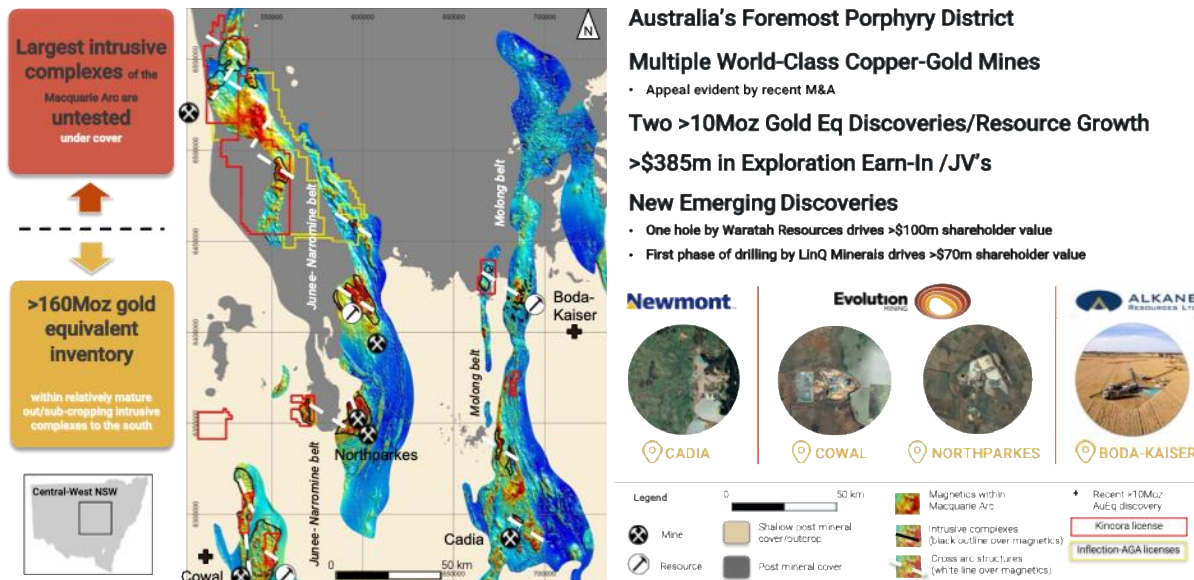 Largest intrusive
complexes of the
Macquarie Arc are
untested
under cover
>160Moz gold
equivalent
inventory
within relatively mature
out/sub-cropping intrusive
complexes to the south
Central-West NSW
N
700000
Junee- Narromine belt
Molong belt
Boda-
Kaiser
Molong belt
Northparkes
Junee- Narromine belt
Cadia
Cowal
0 50 km
700000
Australia's Foremost Porphyry District
Multiple World-Class Copper-Gold Mines
• Appeal evident by recent M&A
Two >10Moz Gold Eq Discoveries/Resource Growth
>$385m in Exploration Earn-In /JV's
New Emerging Discoveries
• One hole by Waratah Resources drives >$100m shareholder value
• First phase of drilling by LinQ Minerals drives >$70m shareholder value
Newmont
Evolution
MINING
ALKANE
RESOURCES LTD
CADIA
COWAL
NORTHPARKES
BODA-KAISER
Legend
0 50 km
Mine
Resource
Shallow post mineral
cover/outcrop
Post mineral cover
Magnetics within
Macquarie Arc
Intrusive complexes
(black outline over magnetics)
Cross arc structures
(white line over magnetics)
Recent >10Moz
AuEq discovery
Kincora license
Inflection-AGA licenses